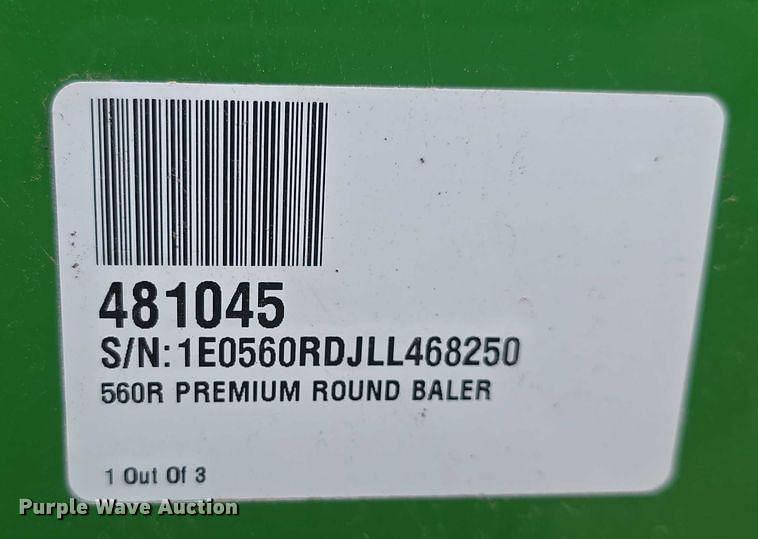 481045
S/N:1E0560RDJLL468250
560R PREMIUM ROUND BALER
1 Out Of 3
Purple Wave Auction